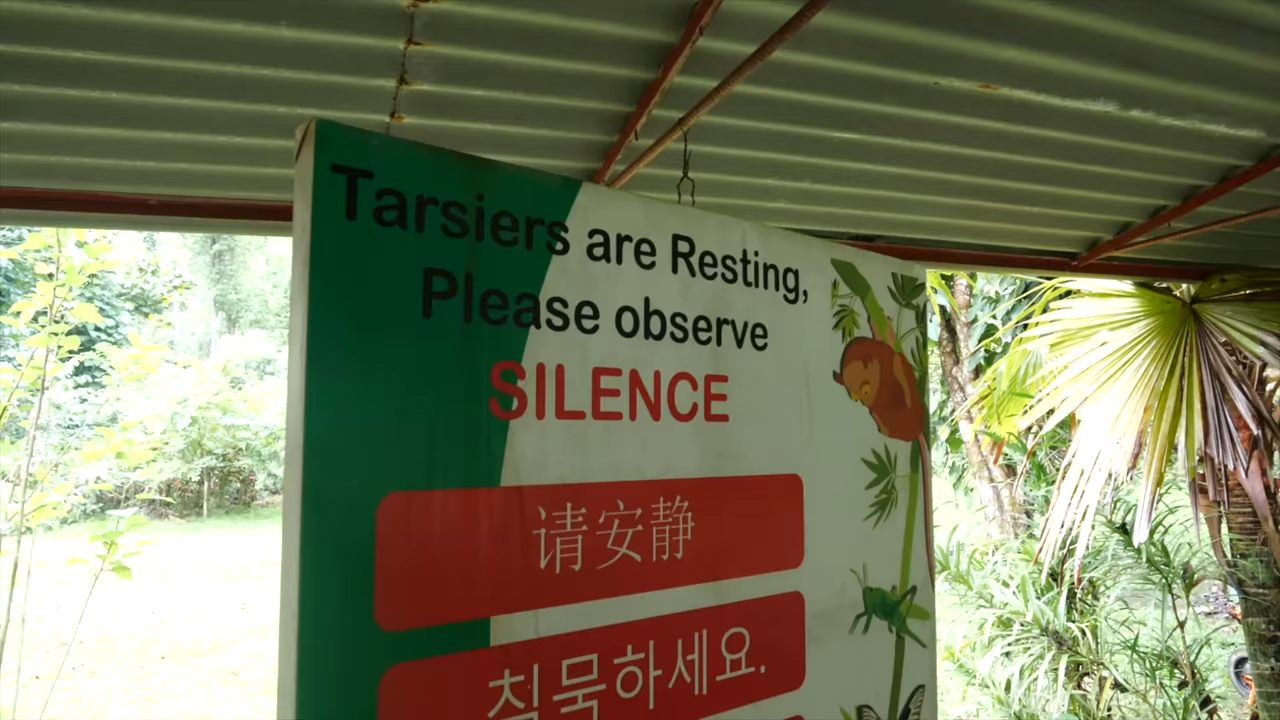 Tarsiers are Resting,
Please observe
SILENCE
请安静
침묵하세요.